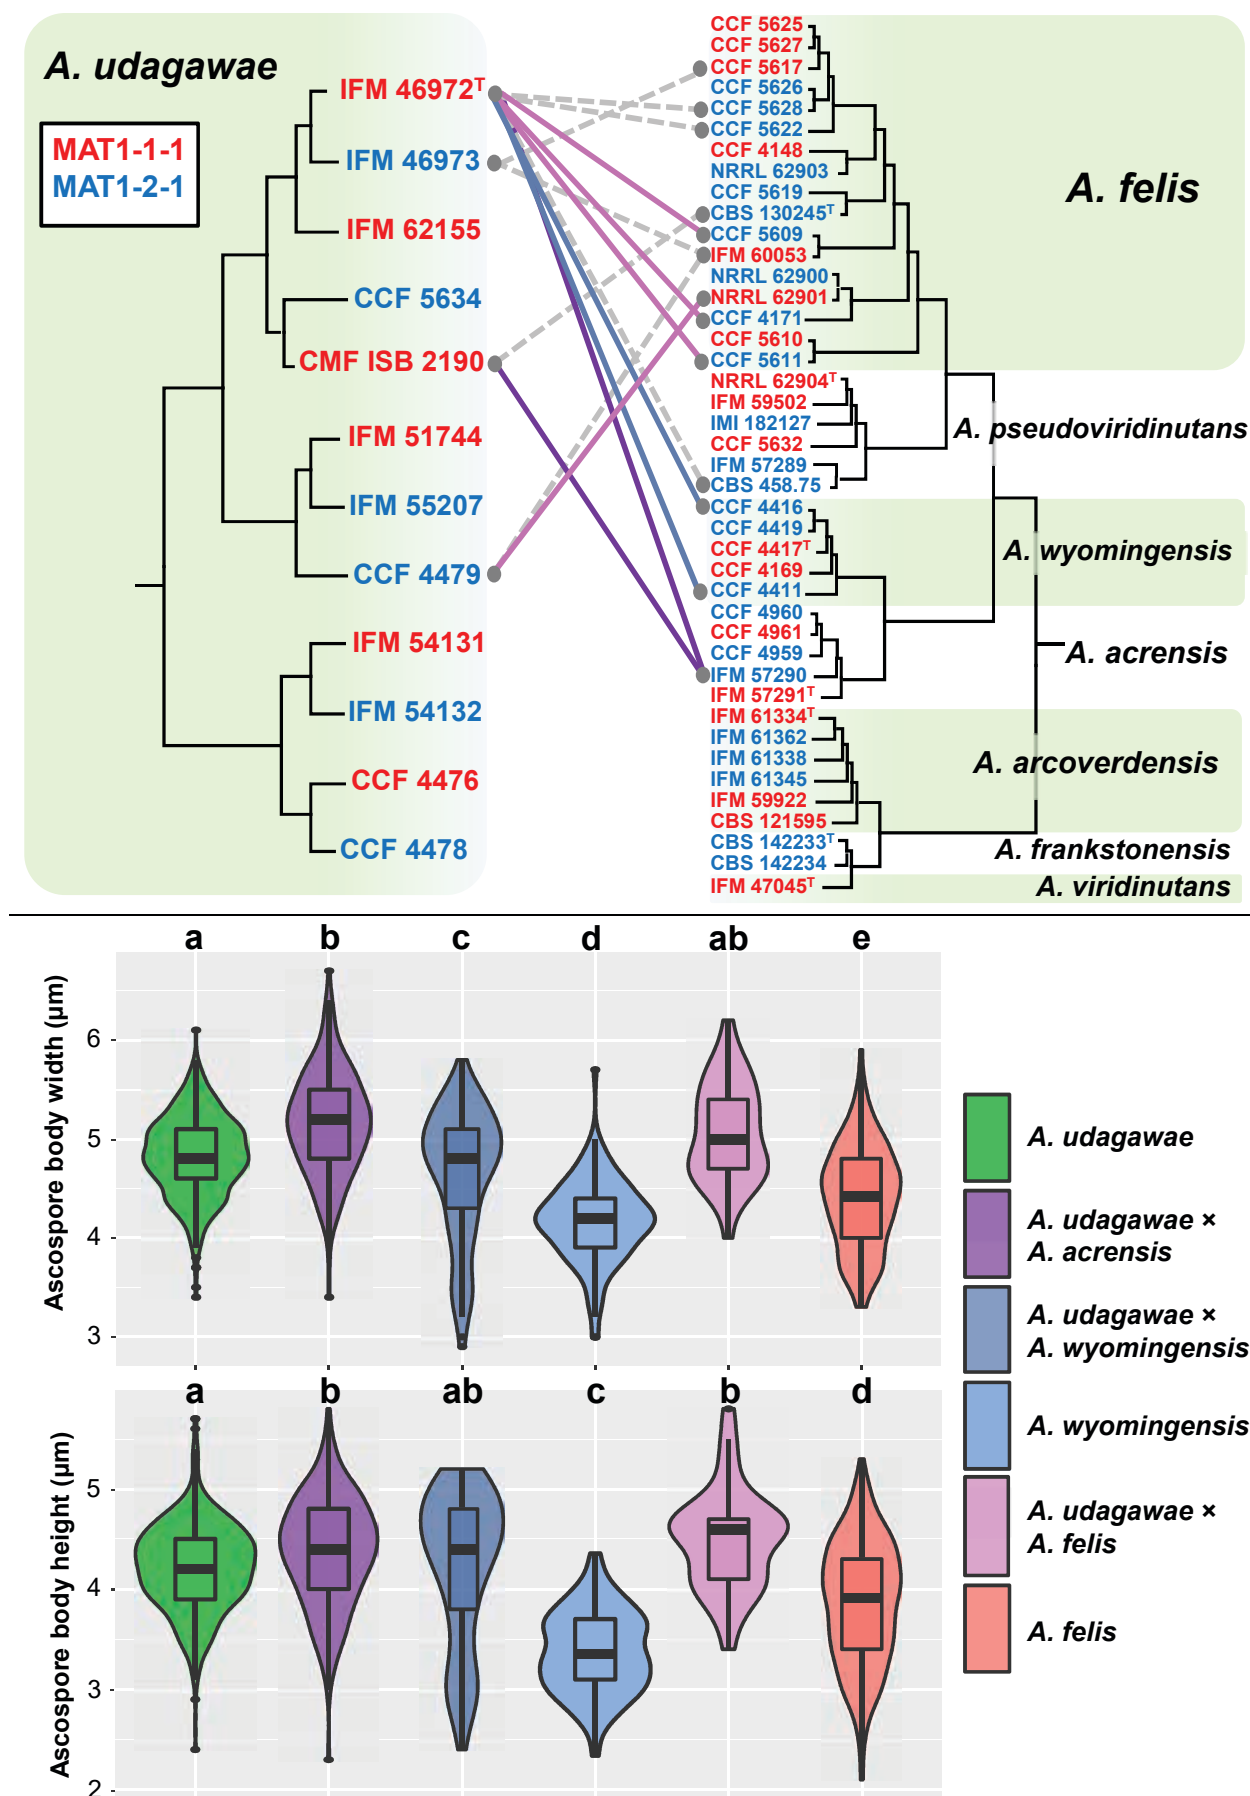 A. udagawae
MAT1-1-1
MAT1-2-1
IFM 46972T
IFM 46973
IFM 62155
CCF 5634
CMF ISB 2190
IFM 51744
IFM 55207
CCF 4479
IFM 54131
IFM 54132
CCF 4476
CCF 4478
CCF 5625
CCF 5627
CCF 5617
CCF 5626
CCF 5628
CCF 5622
CCF 4148
NRRL 62903
CCF 5619
CBS 130245T
CCF 5609
IFM 60053
NRRL 62900
NRRL 62901
CCF 4171
CCF 5610
CCF 5611
NRRL 62904T
IFM 59502
IMI 182127
CCF 5632
IFM 57289
CBS 458.75
CCF 4416
CCF 4419
CCF 4417T
CCF 4169
CCF 4411
CCF 4960
CCF 4961
CCF 4959
IFM 57290
IFM 57291T
IFM 61334T
IFM 61362
IFM 61338
IFM 61345
IFM 59922
CBS 121595
CBS 142233T
CBS 142234
IFM 47045T
A. felis
A. pseudoviridinutans
A. wyomingensis
A. acrensis
A. arcoverdensis
A. frankstonensis
A. viridinutans
a b c d ab e
Ascospore body width (µm)
6
5
4
3
a b ab c b d
Ascospore body height (µm)
5
4
3
2
A. udagawae
A. udagawae ×
A. acrensis
A. udagawae ×
A. wyomingensis
A. wyomingensis
A. udagawae ×
A. felis
A. felis